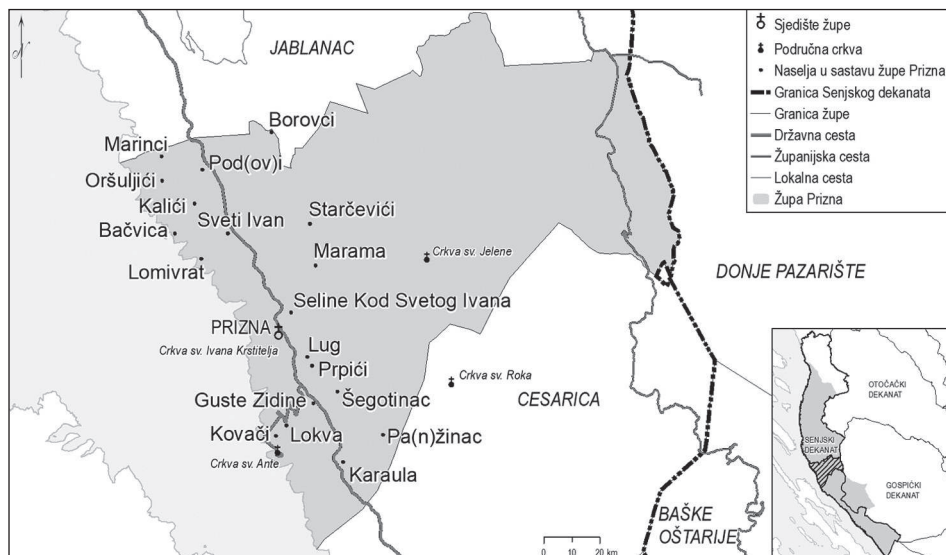 N
JABLANAC
Borovci
Marinci
Pod(ov)i
Oršuljići
Kalići
Sveti Ivan
Starčevići
Bačvica
Marama
Crkva sv. Jelene
Lomivrat
DONJE PAZARIŠTE
Seline Kod Svetog Ivana
PRIZNA
Crkva sv. Ivana Krstitelja
Lug
Prpići
Crkva sv. Roka
Šegotinac
CESARICA
Guste Zidine
Kovači
Lokva
Pa(n)žinac
Crkva sv. Ante
Karaula
BAŠKE
OŠTARIJE
0 10 20 km
Sjedište župe
Područna crkva
Naselja u sastavu župe Prizna
Granica Senjskog dekanata
Granica župe
Državna cesta
Županijska cesta
Lokalna cesta
Župa Prizna
OTOČAČKI
DEKANAT
SENJSKI
DEKANAT
GOSPIČKI
DEKANAT